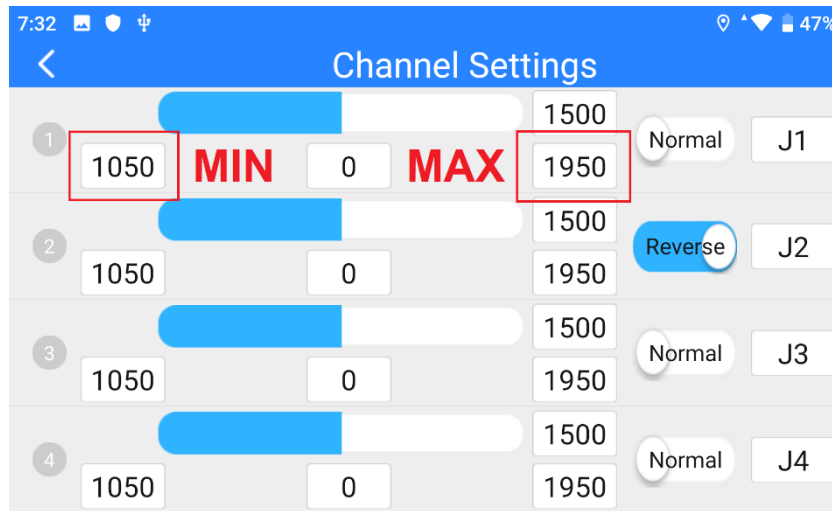 7:32 47%
Channel Settings
1500
1 Normal J1
1050 MIN 0 MAX 1950
1500
2 Reverse J2
1050 0 1950
1500
3 Normal J3
1050 0 1950
1500
4 Normal J4
1050 0 1950